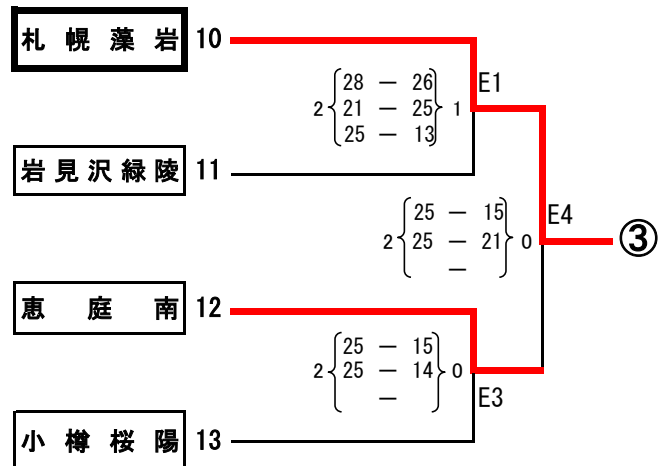 札幌藻岩 10
28 － 26 E1
2 21 － 25 1
25 － 13
岩見沢緑陵 11
25 － 15 E4
2 25 － 21 0
－
③
恵庭南 12
25 － 15
2 25 － 14 0
－ E3
小樽桜陽 13